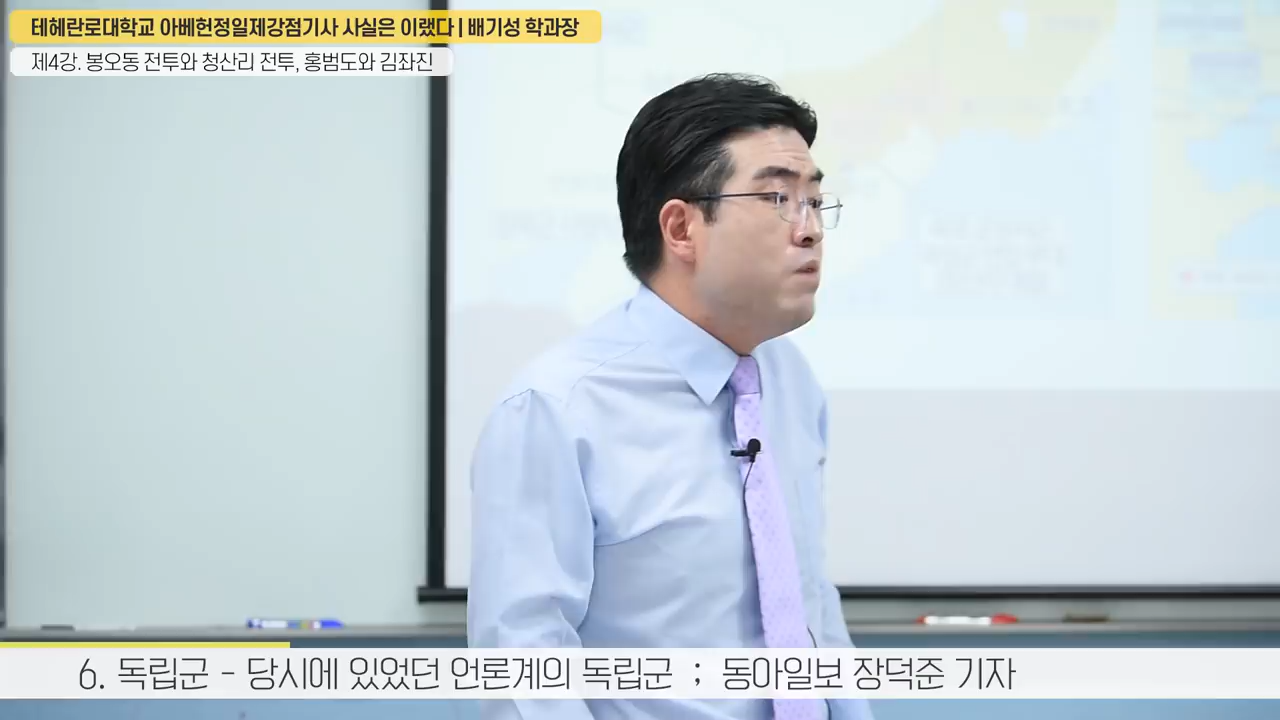 테헤란로대학교 아베헌정일제강점기사 사실은 이랬다 | 배기성 학과장
제4강. 봉오동 전투와 청산리 전투, 홍범도와 김좌진
6. 독립군 - 당시에 있었던 언론계의 독립군 ; 동아일보 장덕준 기자